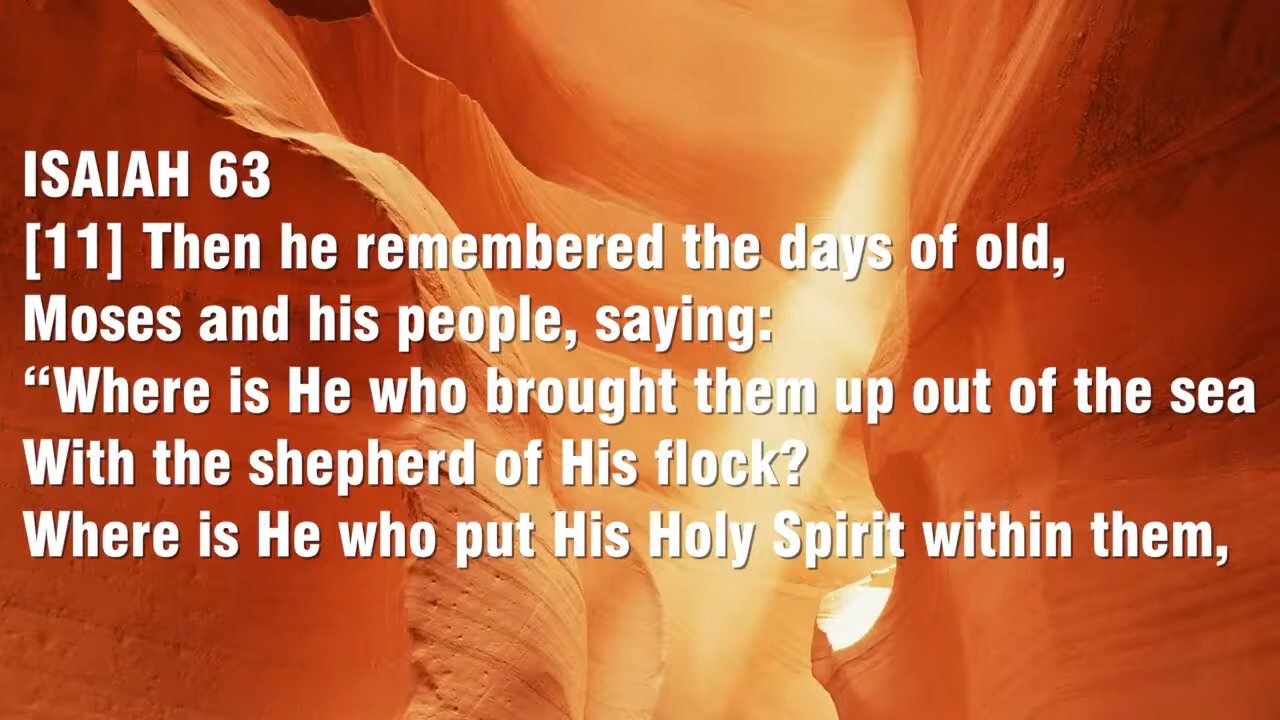 ISAIAH 63
[11] Then he remembered the days of old,
Moses and his people, saying:
“Where is He who brought them up out of the sea
With the shepherd of His flock?
Where is He who put His Holy Spirit within them,